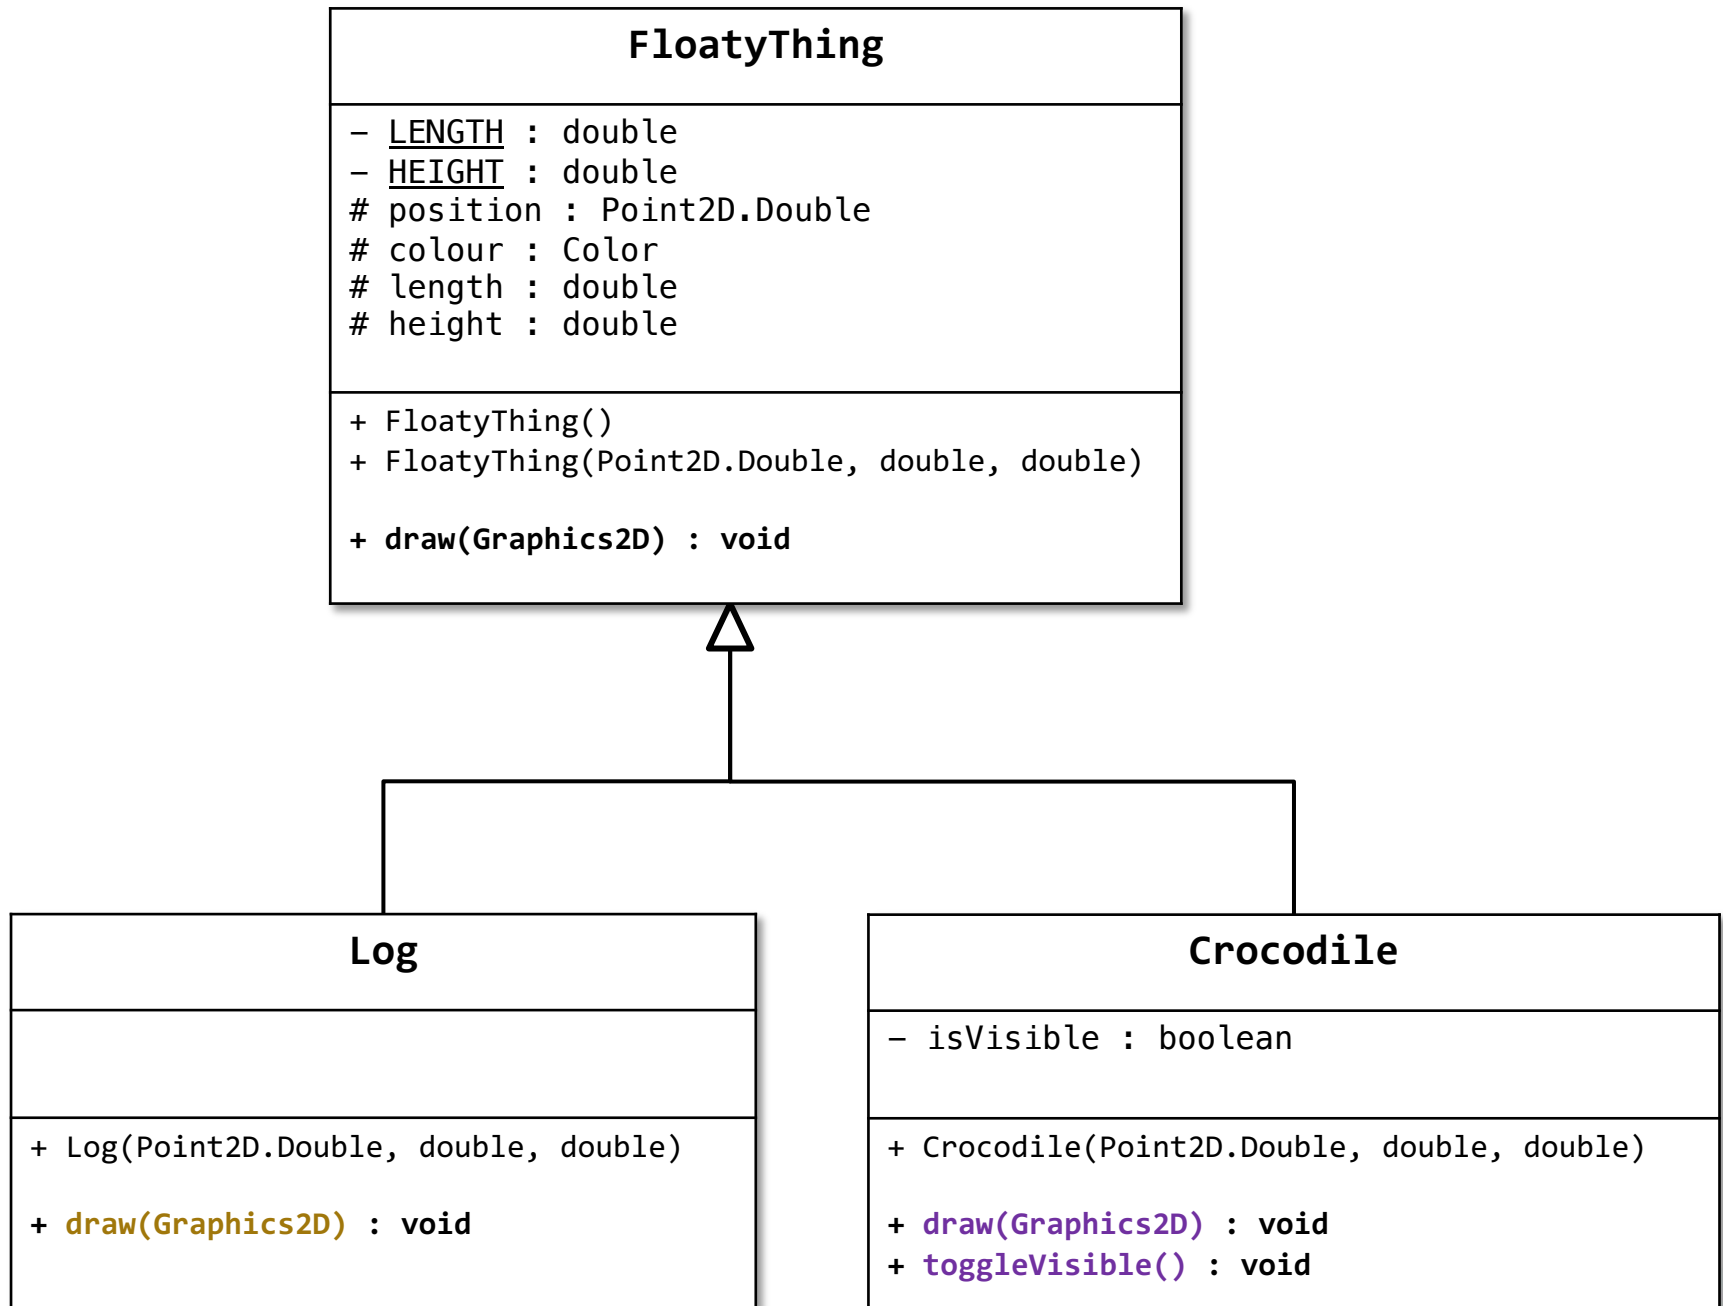 FloatyThing
– LENGTH : double
– HEIGHT : double
# position : Point2D.Double
# colour : Color
# length : double
# height : double
+ FloatyThing()
+ FloatyThing(Point2D.Double, double, double)
+ draw(Graphics2D) : void
Log
+ Log(Point2D.Double, double, double)
+ draw(Graphics2D) : void
Crocodile
– isVisible : boolean
+ Crocodile(Point2D.Double, double, double)
+ draw(Graphics2D) : void
+ toggleVisible() : void